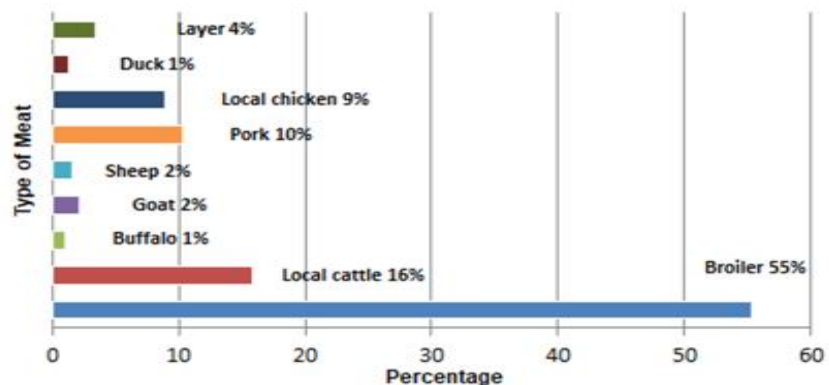 Layer 4%
Duck 1%
Local chicken 9%
Pork 10%
Sheep 2%
Goat 2%
Buffalo 1%
Local cattle 16%
Broiler 55%
Type of Meat
0 10 20 30 40 50 60
Percentage